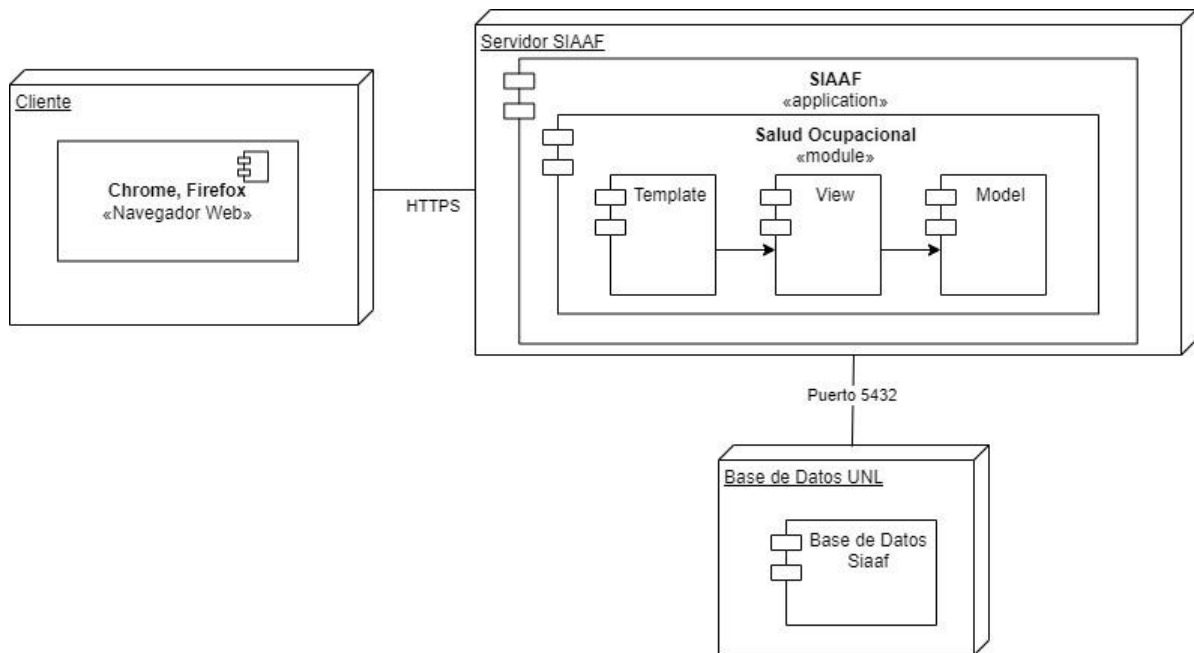 Cliente
Chrome, Firefox
«Navegador Web»
HTTPS
Servidor SIAAF
SIAAF
«application»
Salud Ocupacional
«module»
Template
View
Model
Puerto 5432
Base de Datos UNL
Base de Datos
Siaaf